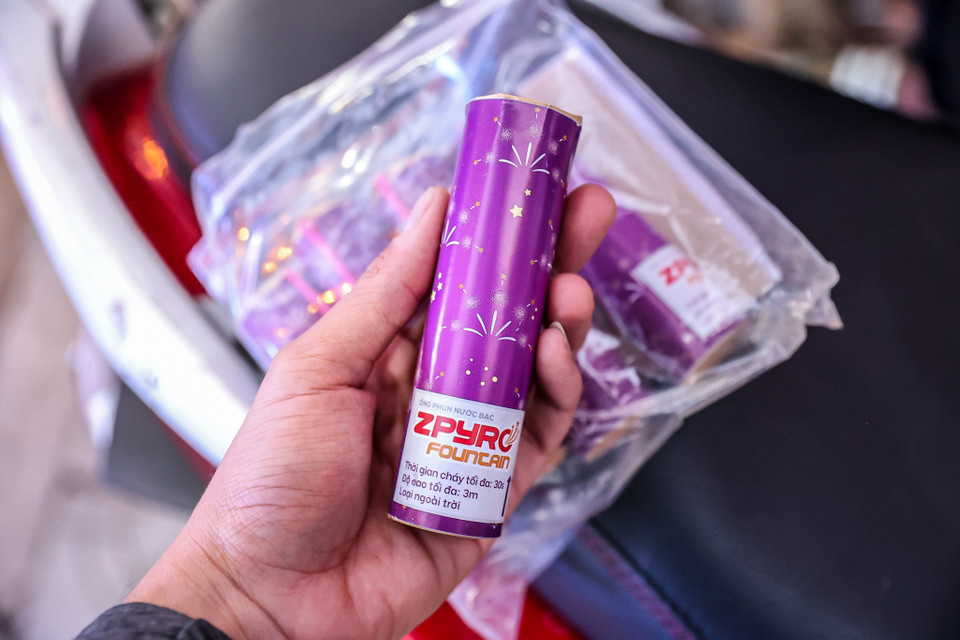 ỐNG PHUN NƯỚC BẠC
ZPYRO
FOUNTAIN
Thời gian cháy tối đa: 30s
Độ cao tối đa: 3m
Loại ngoài trời
ZPY